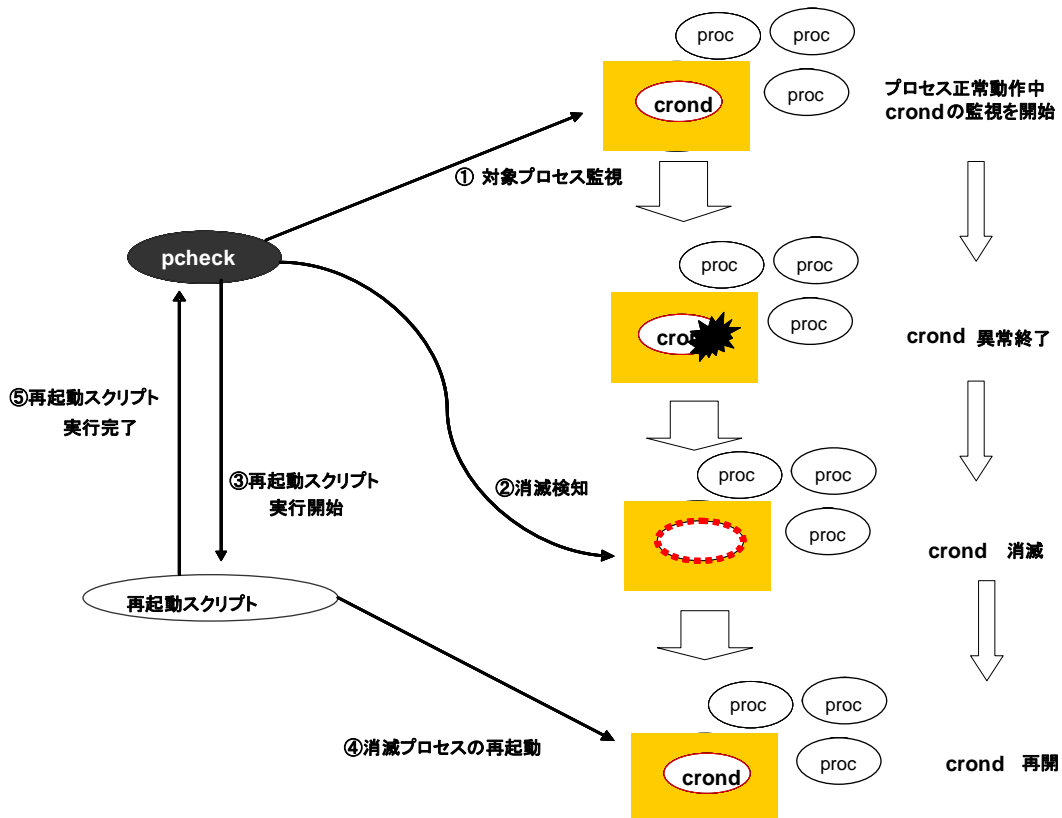 proc
proc
proc
crond
プロセス正常動作中
crondの監視を開始
① 対象プロセス監視
pcheck
proc
proc
proc
crond 異常終了
⑤再起動スクリプト
実行完了
③再起動スクリプト
実行開始
②消滅検知
proc
proc
proc
crond 消滅
再起動スクリプト
④消滅プロセスの再起動
proc
proc
proc
crond
crond 再開